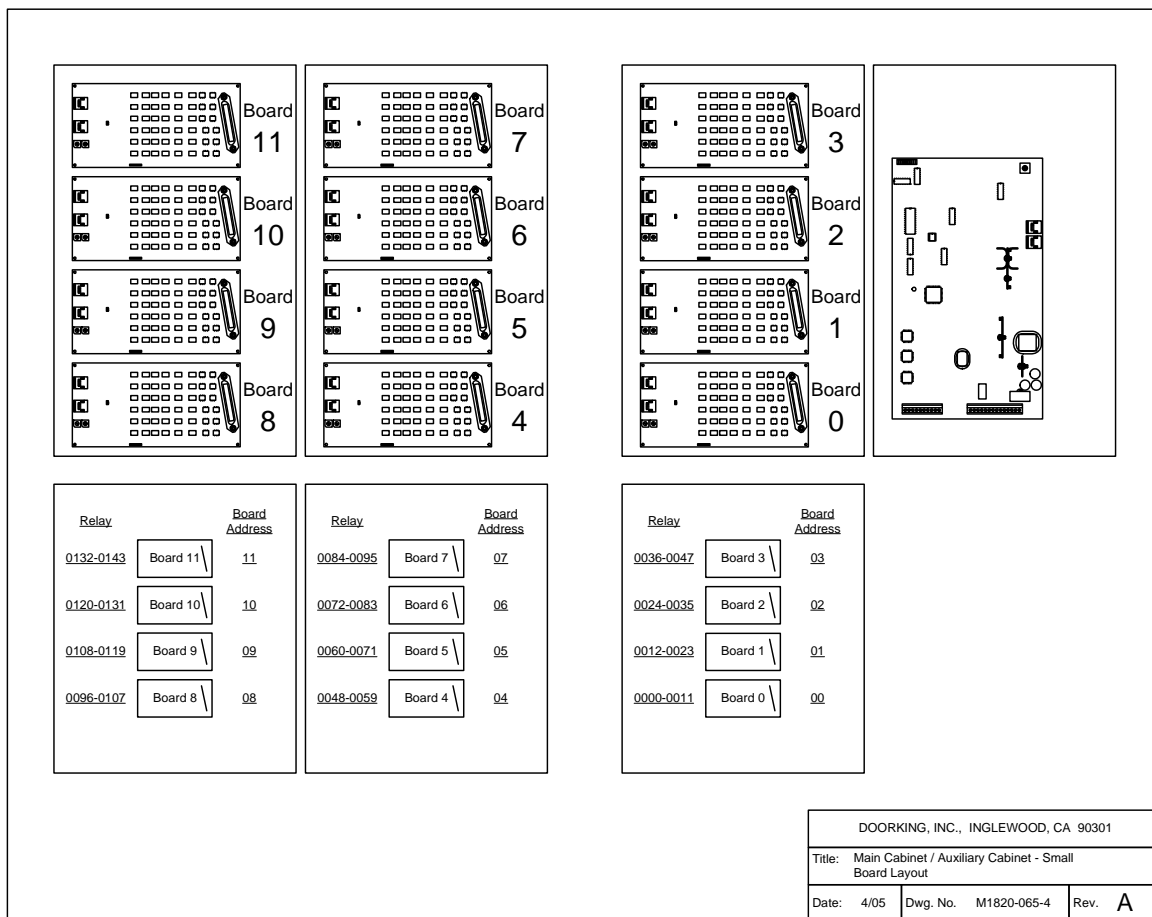 Board
11
Board
10
Board
9
Board
8
Board
7
Board
6
Board
5
Board
4
Board
3
Board
2
Board
1
Board
0
Relay Board Address
0132-0143 Board 11 11
0120-0131 Board 10 10
0108-0119 Board 9 09
0096-0107 Board 8 08
Relay Board Address
0084-0095 Board 7 07
0072-0083 Board 6 06
0060-0071 Board 5 05
0048-0059 Board 4 04
Relay Board Address
0036-0047 Board 3 03
0024-0035 Board 2 02
0012-0023 Board 1 01
0000-0011 Board 0 00
DOORKING, INC., INGLEWOOD, CA 90301
Title: Main Cabinet / Auxiliary Cabinet - Small
Board Layout
Date: 4/05 Dwg. No. M1820-065-4 Rev. A